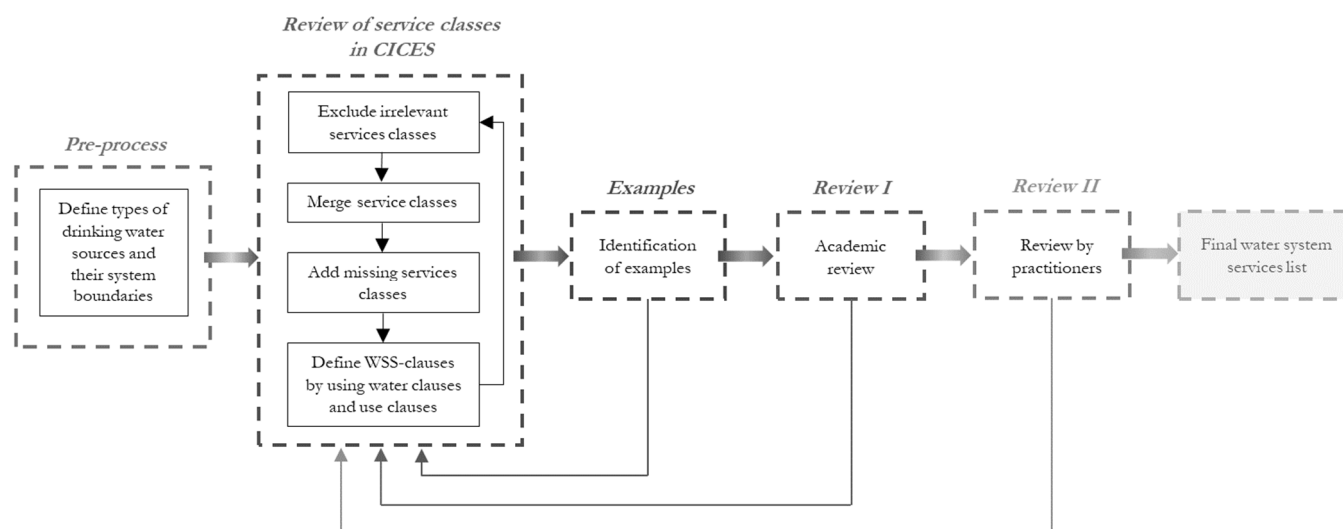 Review of service classes
in CICES
Exclude irrelevant
services classes
Merge service classes
Add missing services
classes
Define WSS-clauses
by using water clauses
and use clauses
Pre-process
Define types of
drinking water
sources and
their system
boundaries
Examples
Identification
of examples
Review I
Academic
review
Review II
Review by
practitioners
Final water system
services list